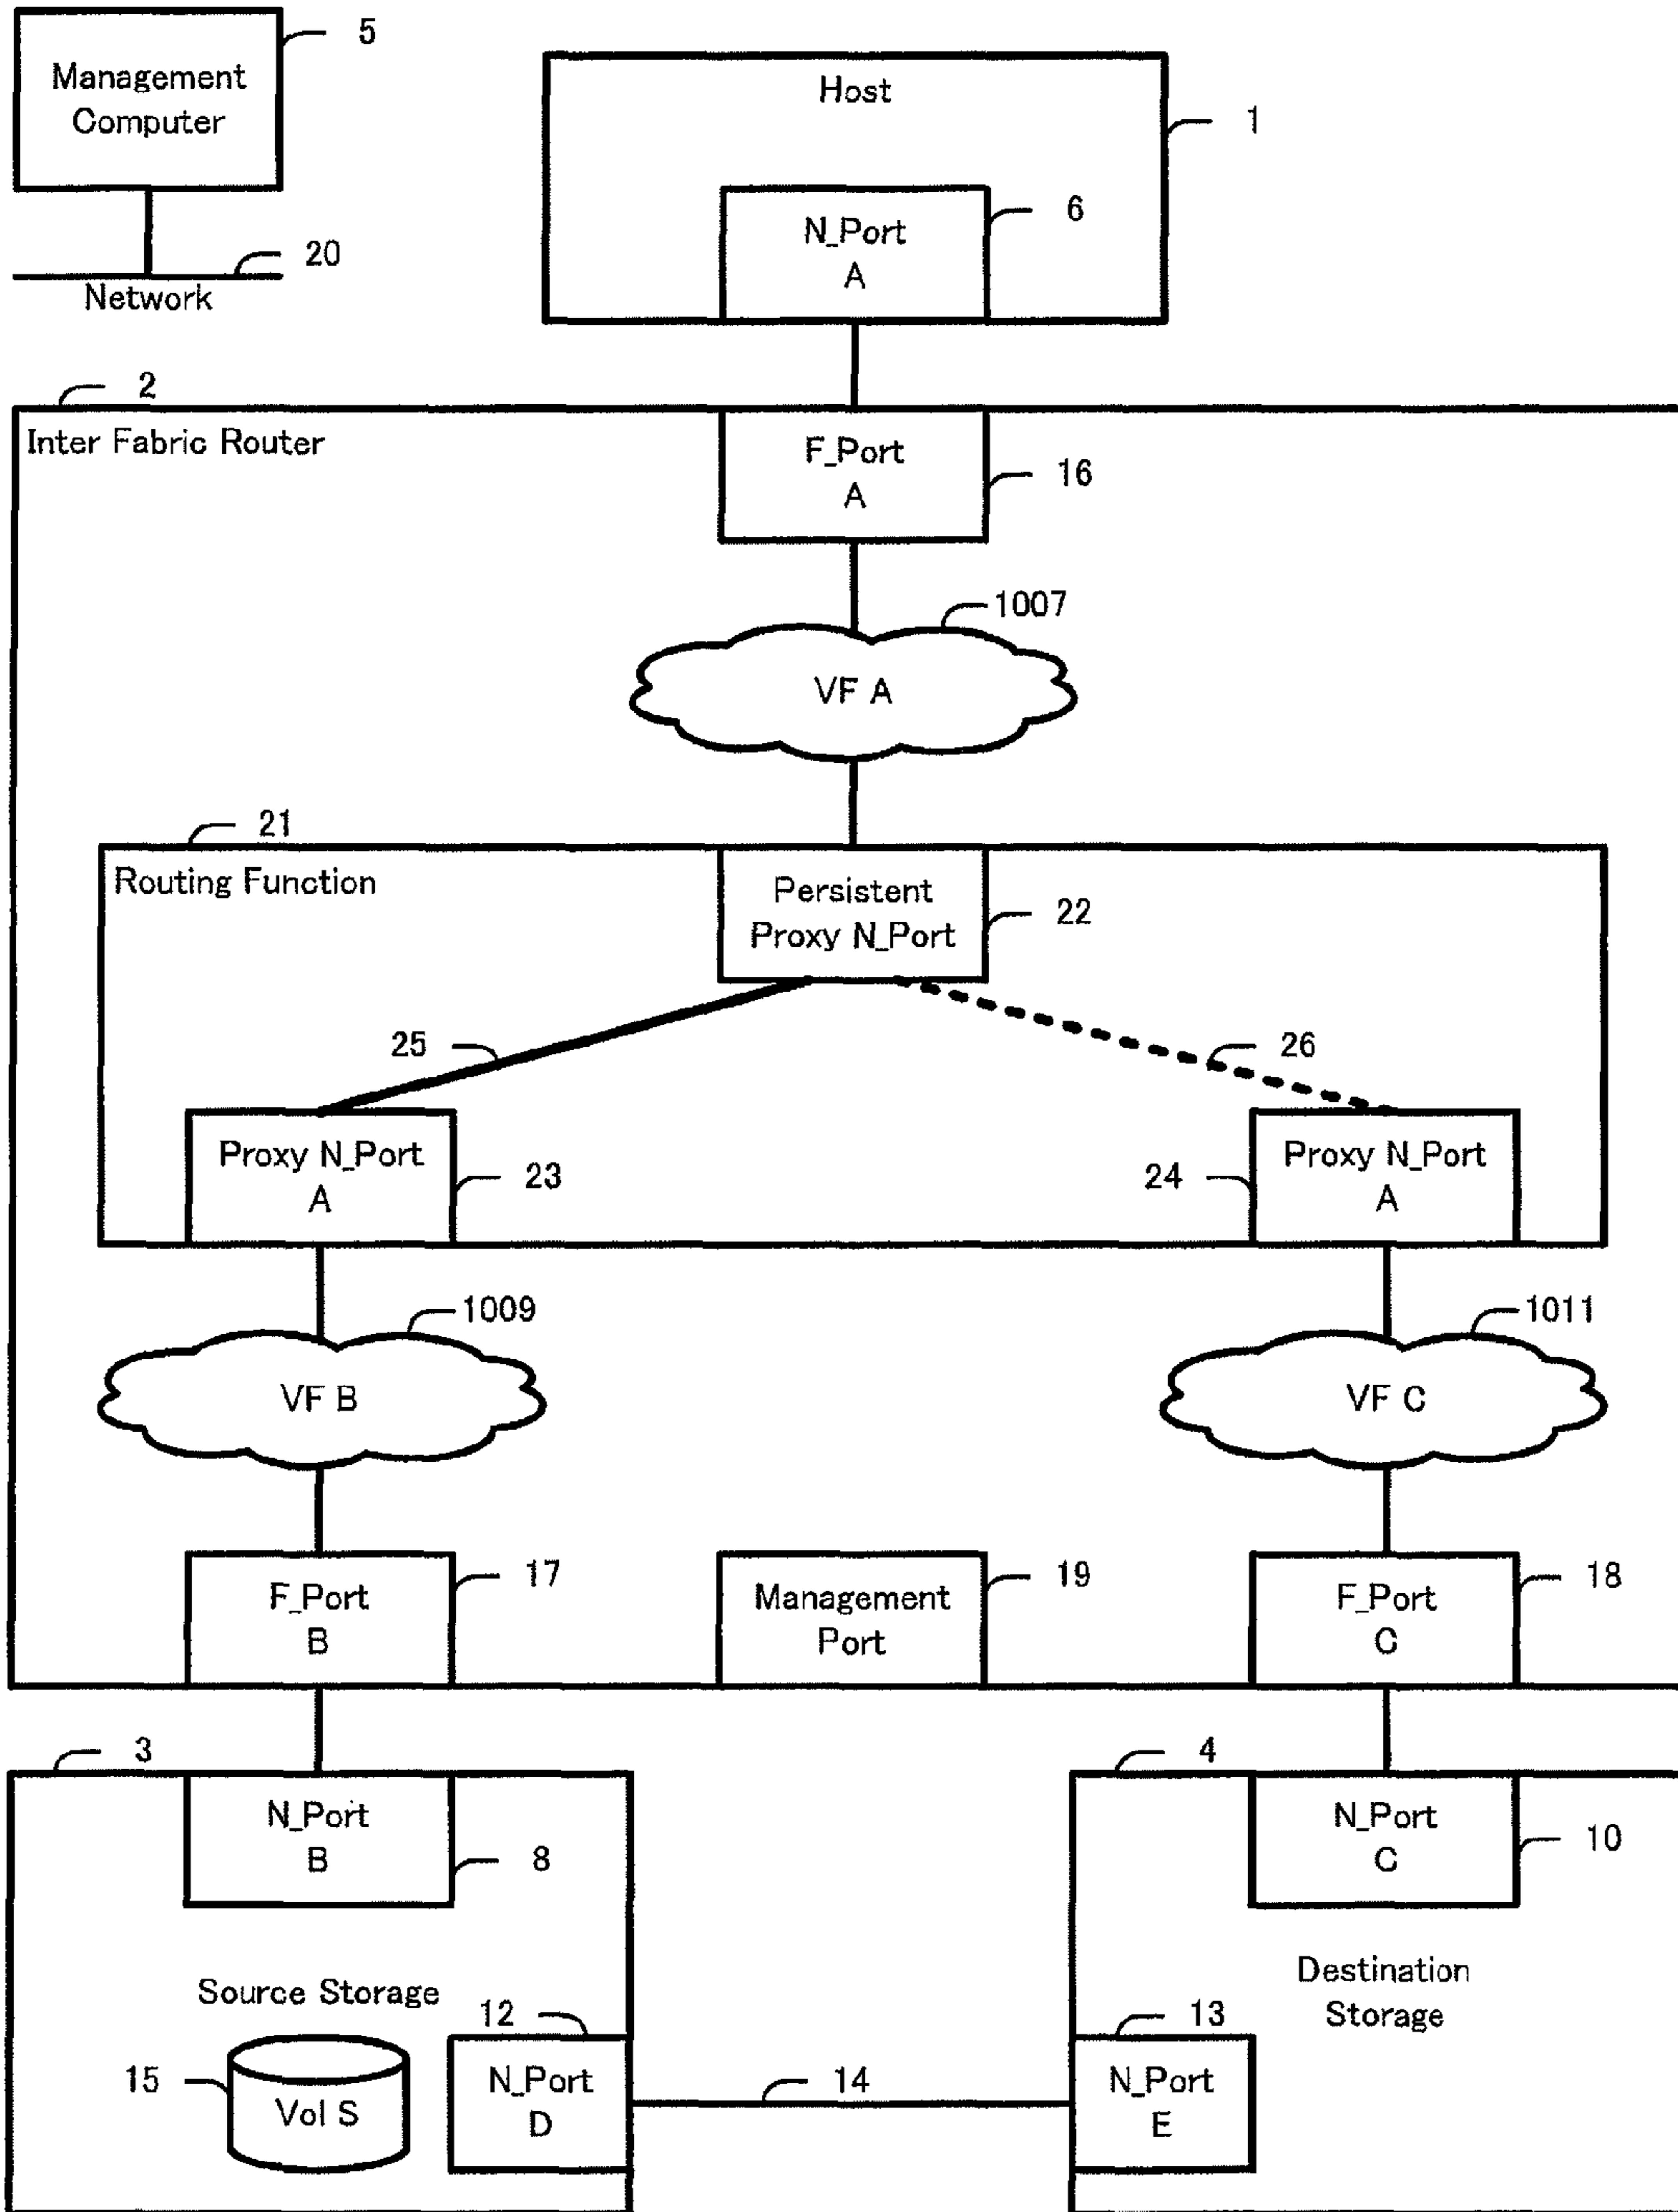 5
Management
Computer
Host
1
N_Port
A
6
20
Network
2
Inter Fabric Router
F_Port
A
16
1007
VF A
21
Routing Function
Persistent
Proxy N_Port
22
25
26
Proxy N_Port
A
23
24
Proxy N_Port
A
1009
VF B
1011
VF C
F_Port
B
17
Management
Port
19
F_Port
C
18
3
N_Port
B
8
4
N_Port
C
10
Source Storage
Destination
Storage
15
Vol S
12
N_Port
D
14
13
N_Port
E